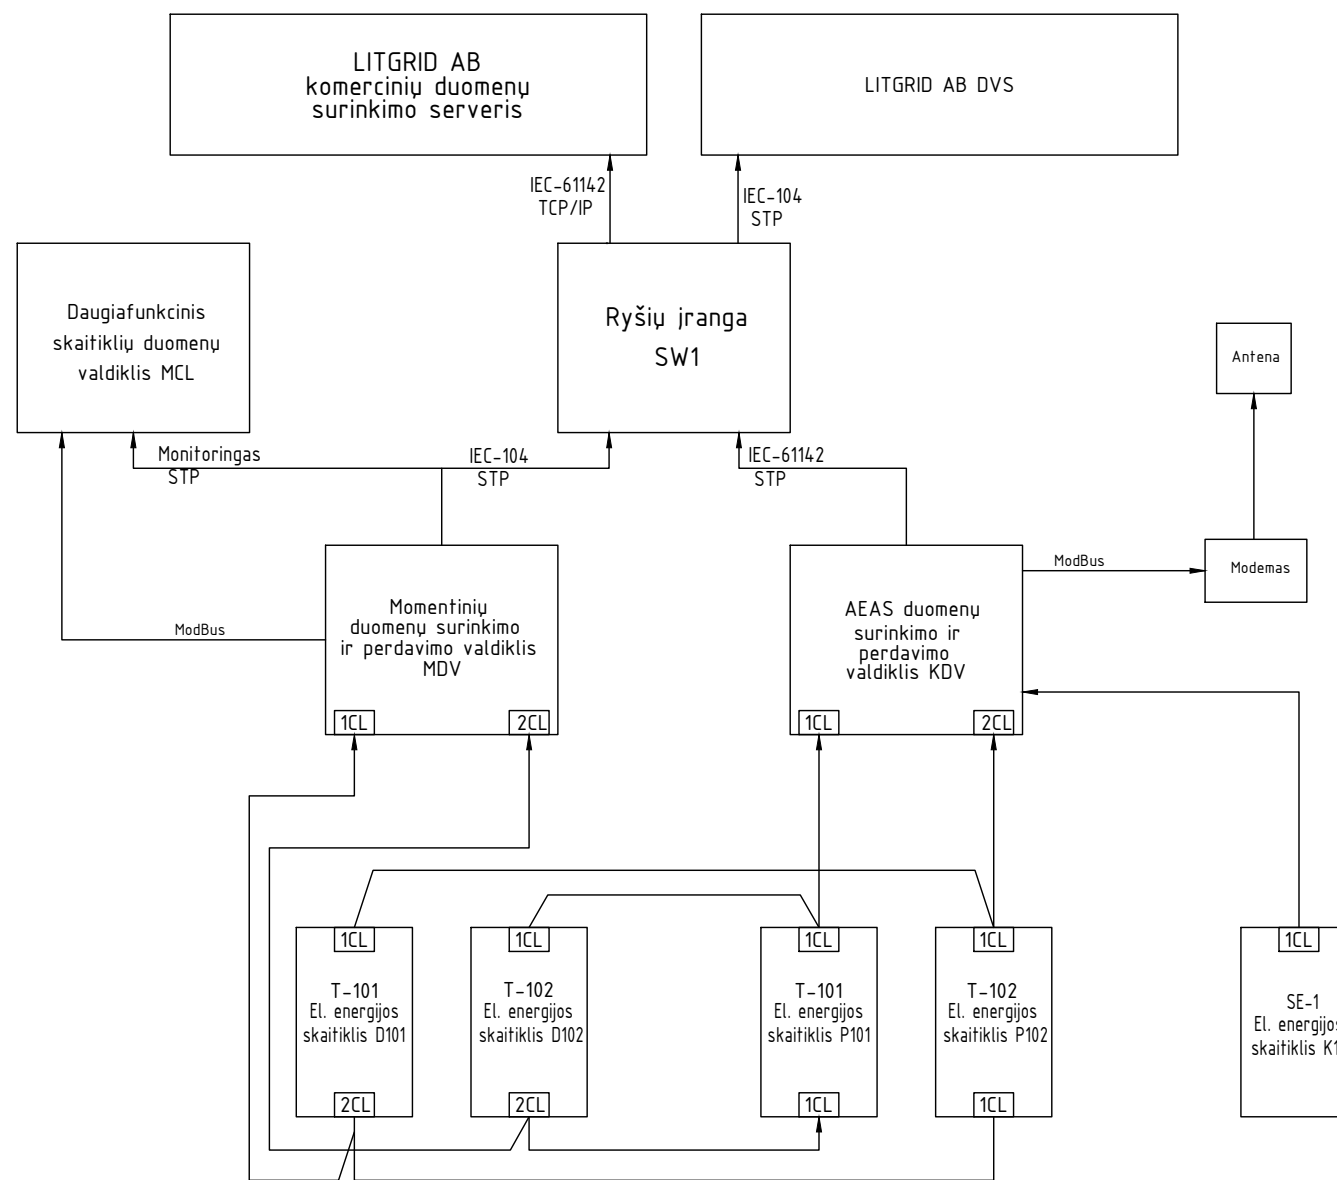 LITGRID AB
komercinių duomenų
surinkimo serveris
LITGRID AB DVS
IEC-61142
TCP/IP
IEC-104
STP
Daugiafunkcinis
skaitiklių duomenų
valdiklis MCL
Ryšių įranga
SW1
Antena
Monitoringas
STP
IEC-104
STP
IEC-61142
STP
ModBus
Modemas
Momentinių
duomenų surinkimo
ir perdavimo valdiklis
MDV
AEAS duomenų
surinkimo ir
perdavimo
valdiklis KDV
ModBus
1CL
2CL
1CL
2CL
1CL
1CL
1CL
1CL
1CL
T-101
El. energijos
skaitiklis D101
T-102
El. energijos
skaitiklis D102
T-101
El. energijos
skaitiklis P101
T-102
El. energijos
skaitiklis P102
SE-1
El. energijos
skaitiklis K1
2CL
2CL
1CL
1CL